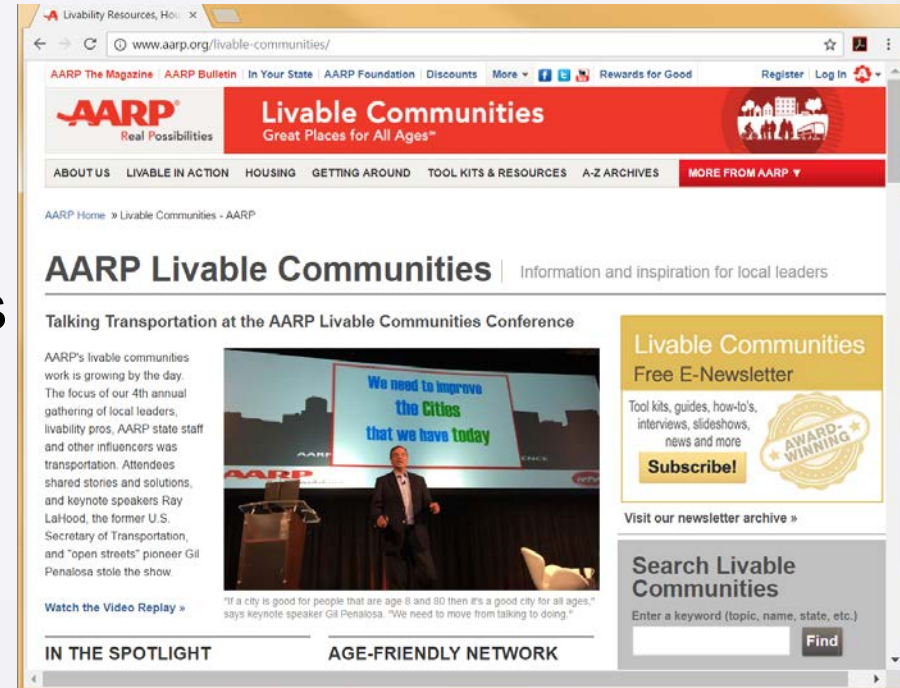 Livability Resources, Hou
www.aarp.org/livable-communities/
AARP The Magazine AARP Bulletin In Your State AARP Foundation Discounts More Rewards for Good Register Log In
AARP®
Real Possibilities
Livable Communities
Great Places for All Ages℠
ABOUT US LIVABLE IN ACTION HOUSING GETTING AROUND TOOL KITS & RESOURCES A-Z ARCHIVES MORE FROM AARP ▼
AARP Home » Livable Communities - AARP
AARP Livable Communities | Information and inspiration for local leaders
s
Talking Transportation at the AARP Livable Communities Conference
AARP's livable communities
work is growing by the day.
The focus of our 4th annual
gathering of local leaders,
livability pros, AARP state staff
and other influencers was
transportation. Attendees
shared stories and solutions,
and keynote speakers Ray
LaHood, the former U.S.
Secretary of Transportation,
and "open streets" pioneer Gil
Penalosa stole the show.
Watch the Video Replay »
We need to improve
the Cities
that we have today
AARP
"If a city is good for people that are age 8 and 80 then it's a good city for all ages,"
says keynote speaker Gil Penalosa. "We need to move from talking to doing."
Livable Communities
Free E-Newsletter
Tool kits, guides, how-to's,
interviews, slideshows,
news and more
Subscribe!
AWARD-
WINNING
Visit our newsletter archive »
Search Livable
Communities
Enter a keyword (topic, name, state, etc.)
Find
IN THE SPOTLIGHT
AGE-FRIENDLY NETWORK